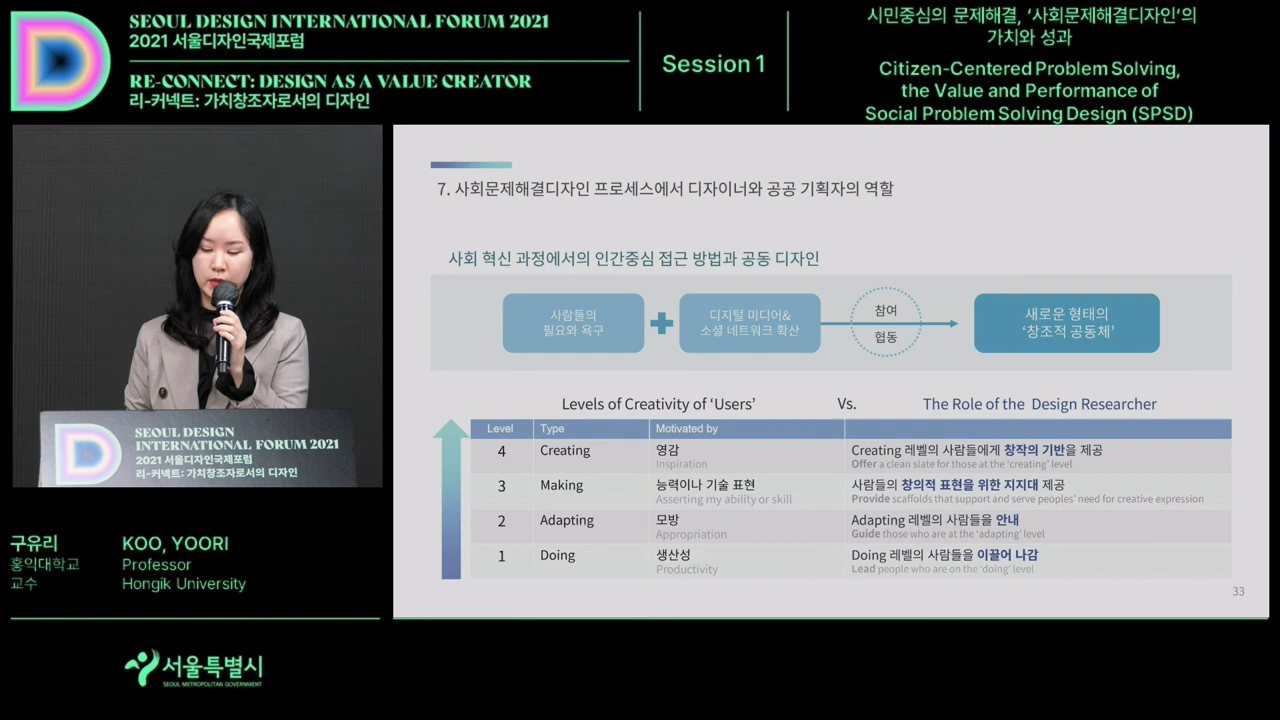 SEOUL DESIGN INTERNATIONAL FORUM 2021
2021 서울디자인국제포럼
RE-CONNECT: DESIGN AS A VALUE CREATOR
리-커넥트: 가치창조자로서의 디자인
Session 1
시민중심의 문제해결, ‘사회문제해결디자인’의
가치와 성과
Citizen-Centered Problem Solving,
the Value and Performance of
Social Problem Solving Design (SPSD)
SEOUL DESIGN
INTERNATIONAL FORUM 2021
2021 서울디자인국제포럼
리-커넥트: 가치창조자로서의 디자인
구유리
홍익대학교
교수
KOO, YOORI
Professor
Hongik University
서울특별시
SEOUL METROPOLITAN GOVERNMENT
7. 사회문제해결디자인 프로세스에서 디자이너와 공공 기획자의 역할
사회 혁신 과정에서의 인간중심 접근 방법과 공동 디자인
사람들의
필요와 욕구
디지털 미디어&
소셜 네트워크 확산
참여
협동
새로운 형태의
‘창조적 공동체’
Levels of Creativity of ‘Users’ Vs. The Role of the Design Researcher
Level Type Motivated by
4 Creating 영감 Creating 레벨의 사람들에게 창작의 기반을 제공
Inspiration Offer a clean slate for those at the ‘creating’ level
3 Making 능력이나 기술 표현 사람들의 창의적 표현을 위한 지지대 제공
Asserting my ability or skill Provide scaffolds that support and serve peoples’ need for creative expression
2 Adapting 모방 Adapting 레벨의 사람들을 안내
Appropriation Guide those who are at the ‘adapting’ level
1 Doing 생산성 Doing 레벨의 사람들을 이끌어 나감
Productivity Lead people who are on the ‘doing’ level
33